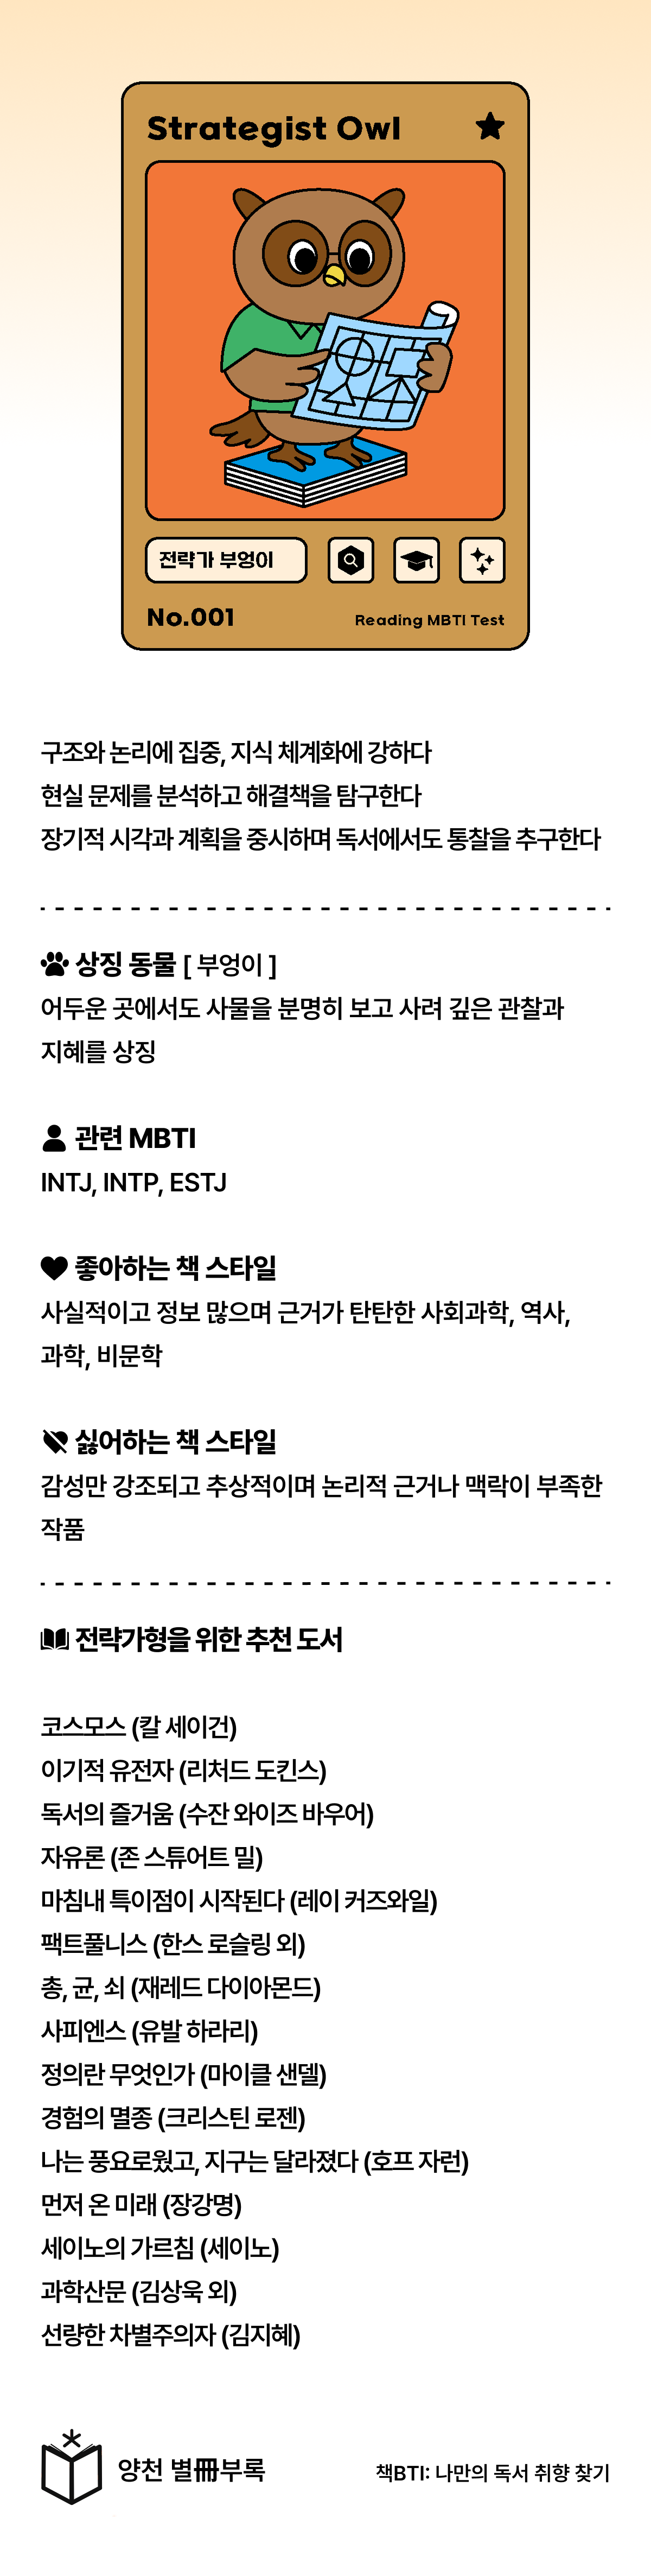 Strategist Owl
전략가 부엉이
No.001
Reading MBTI Test
구조와 논리에 집중, 지식 체계화에 강하다
현실 문제를 분석하고 해결책을 탐구한다
장기적 시각과 계획을 중시하며 독서에서도 통찰을 추구한다
상징 동물 [ 부엉이 ]
어두운 곳에서도 사물을 분명히 보고 사려 깊은 관찰과
지혜를 상징
관련 MBTI
INTJ, INTP, ESTJ
좋아하는 책 스타일
사실적이고 정보 많으며 근거가 탄탄한 사회과학, 역사,
과학, 비문학
싫어하는 책 스타일
감성만 강조되고 추상적이며 논리적 근거나 맥락이 부족한
작품
전략가형을 위한 추천 도서
코스모스 (칼 세이건)
이기적 유전자 (리처드 도킨스)
독서의 즐거움 (수잔 와이즈 바우어)
자유론 (존 스튜어트 밀)
마침내 특이점이 시작된다 (레이 커즈와일)
팩트풀니스 (한스 로슬링 외)
총, 균, 쇠 (재레드 다이아몬드)
사피엔스 (유발 하라리)
정의란 무엇인가 (마이클 샌델)
경험의 멸종 (크리스틴 로젠)
나는 풍요로웠고, 지구는 달라졌다 (호프 자런)
먼저 온 미래 (장강명)
세이노의 가르침 (세이노)
과학산문 (김상욱 외)
선량한 차별주의자 (김지혜)
양천 별冊부록
책BTI: 나만의 독서 취향 찾기